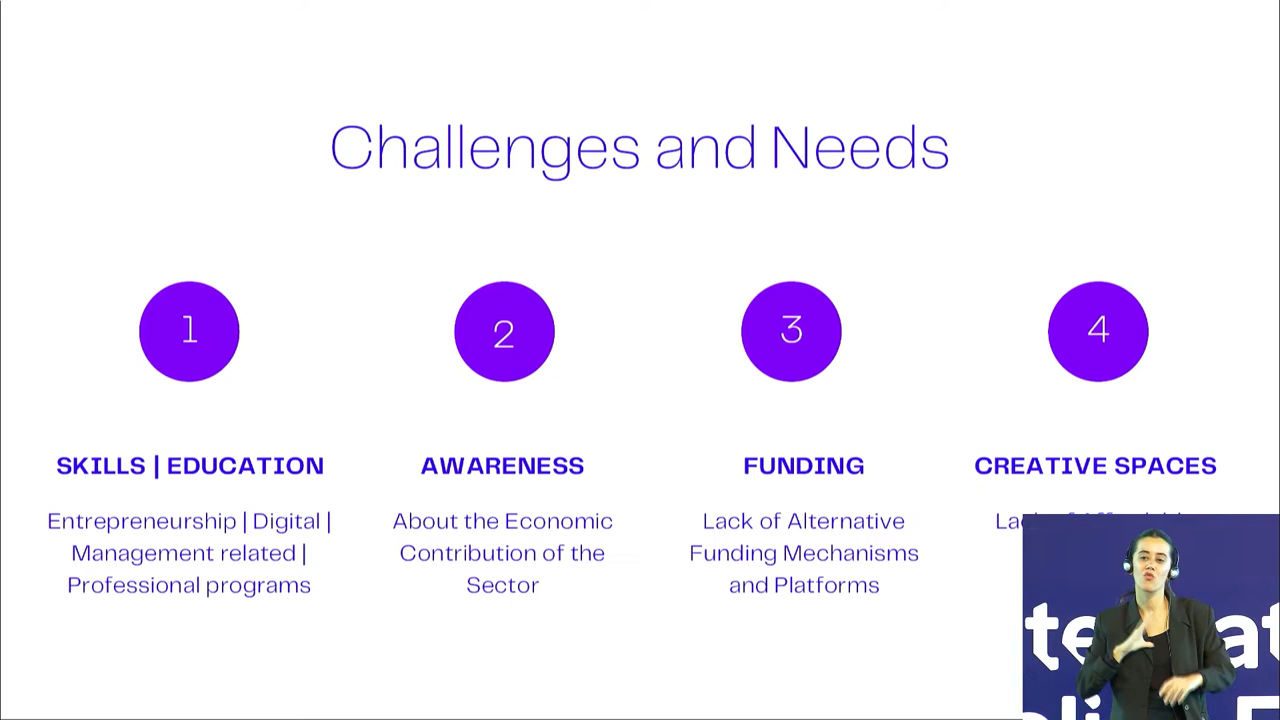 Challenges and Needs
1
2
3
4
SKILLS | EDUCATION
Entrepreneurship | Digital |
Management related |
Professional programs
AWARENESS
About the Economic
Contribution of the
Sector
FUNDING
Lack of Alternative
Funding Mechanisms
and Platforms
CREATIVE SPACES